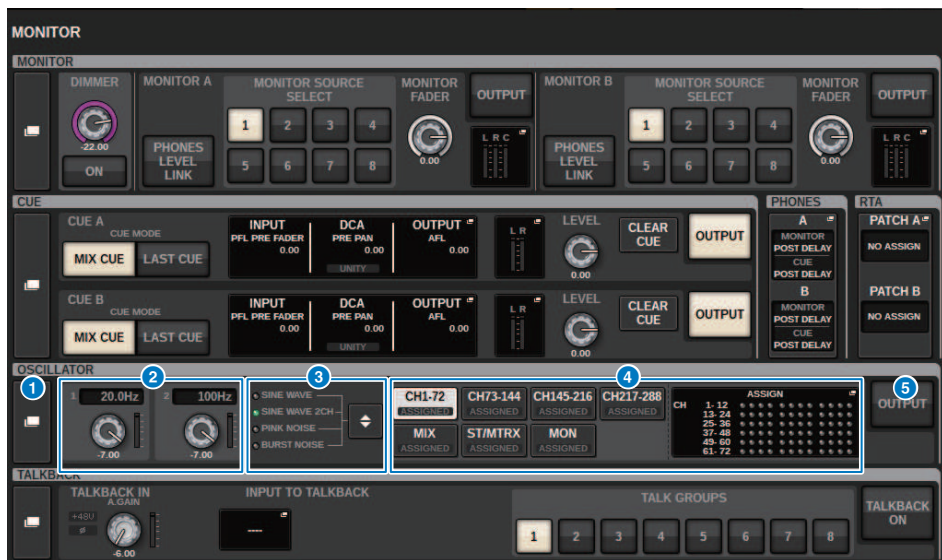 MONITOR
MONITOR
DIMMER
-22.00
ON
MONITOR A
PHONES
LEVEL
LINK
MONITOR SOURCE
SELECT
1 2 3 4
5 6 7 8
MONITOR
FADER
0.00
OUTPUT
L R C
MONITOR B
PHONES
LEVEL
LINK
MONITOR SOURCE
SELECT
1 2 3 4
5 6 7 8
MONITOR
FADER
0.00
OUTPUT
L R C
CUE
CUE A
CUE MODE
MIX CUE LAST CUE
INPUT
PFL PRE FADER
0.00
DCA
PRE PAN
0.00
UNITY
OUTPUT
AFL
0.00
L R
LEVEL
0.00
CLEAR
CUE
OUTPUT
CUE B
CUE MODE
MIX CUE LAST CUE
INPUT
PFL PRE FADER
0.00
DCA
PRE PAN
0.00
UNITY
OUTPUT
AFL
0.00
L R
LEVEL
0.00
CLEAR
CUE
OUTPUT
PHONES
A
MONITOR
POST DELAY
CUE
POST DELAY
B
MONITOR
POST DELAY
CUE
POST DELAY
RTA
PATCH A
NO ASSIGN
PATCH B
NO ASSIGN
OSCILLATOR
1
2
1 20.0Hz
-7.00
2 100Hz
-7.00
3
SINE WAVE
SINE WAVE 2CH
PINK NOISE
BURST NOISE
4
CH1-72
ASSIGNED
CH73-144
ASSIGNED
CH145-216
ASSIGNED
CH217-288
ASSIGNED
MIX
ASSIGNED
ST/MTRX
ASSIGNED
MON
ASSIGNED
ASSIGN
CH 1- 12
13- 24
25- 36
37- 48
49- 60
61- 72
5
OUTPUT
TALKBACK
TALKBACK IN
A.GAIN
+48V
ø
-6.00
INPUT TO TALKBACK
----
TALK GROUPS
1 2 3 4 5 6 7 8
TALKBACK
ON